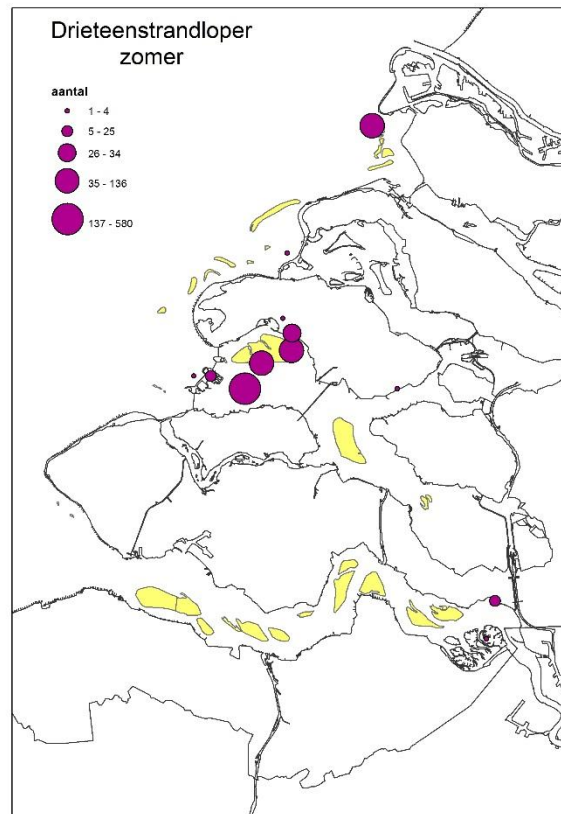 Drieteenstrandloper
zomer
aantal
1 - 4
5 - 25
26 - 34
35 - 136
137 - 580